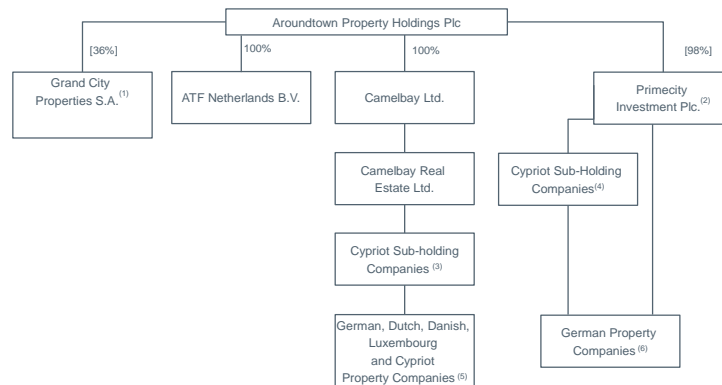 Aroundtown Property Holdings Plc
[36%]
100%
100%
[98%]
Grand City
Properties S.A.(1)
ATF Netherlands B.V.
Camelbay Ltd.
Primecity
Investment Plc.(2)
Camelbay Real
Estate Ltd.
Cypriot Sub-Holding
Companies(4)
Cypriot Sub-holding
Companies (3)
German, Dutch, Danish,
Luxembourg
and Cypriot
Property Companies (5)
German Property
Companies (6)